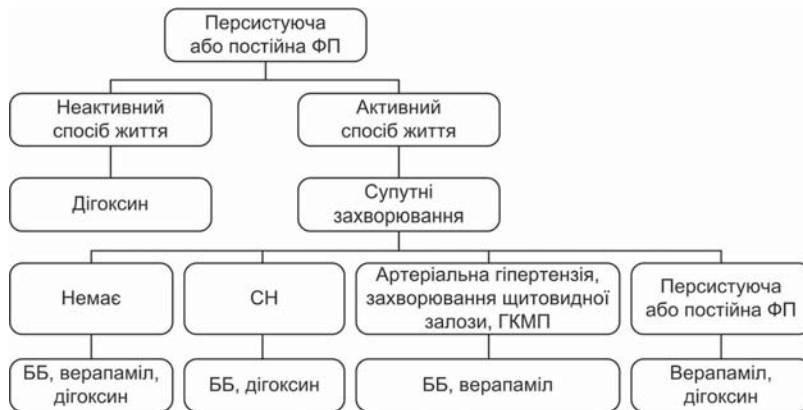 Персистуюча
або постійна ФП
Неактивний
спосіб життя
Активний
спосіб життя
Дігоксин
Супутні
захворювання
Немає
СН
Артеріальна гіпертензія,
захворювання щитовидної
залози, ГКМП
Персистуюча
або постійна ФП
ББ, верапаміл,
дігоксин
ББ, дігоксин
ББ, верапаміл
Верапаміл,
дігоксин